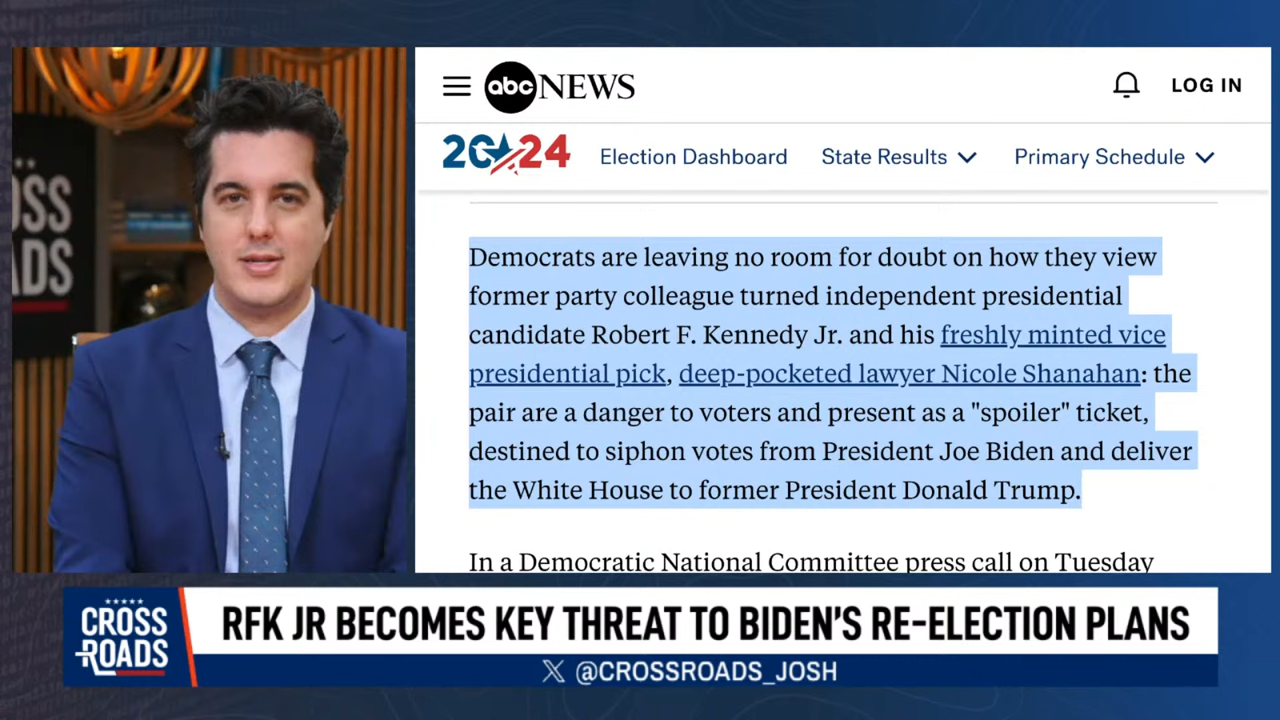 OSS
ADS
abc NEWS
LOG IN
2024
Election Dashboard
State Results
Primary Schedule
Democrats are leaving no room for doubt on how they view
former party colleague turned independent presidential
candidate Robert F. Kennedy Jr. and his freshly minted vice
presidential pick, deep-pocketed lawyer Nicole Shanahan: the
pair are a danger to voters and present as a "spoiler" ticket,
destined to siphon votes from President Joe Biden and deliver
the White House to former President Donald Trump.
In a Democratic National Committee press call on Tuesday
CROSS
ROADS
RFK JR BECOMES KEY THREAT TO BIDEN'S RE-ELECTION PLANS
X @CROSSROADS_JOSH